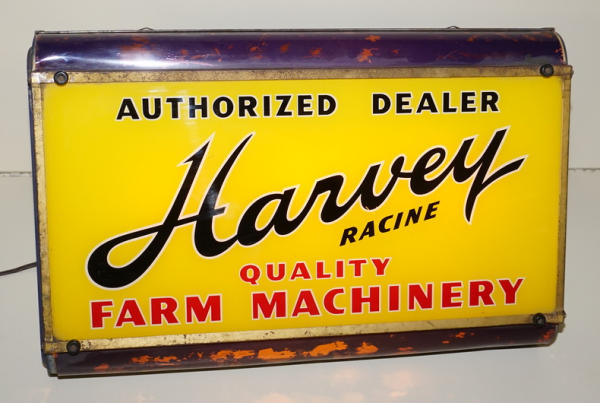 AUTHORIZED DEALER
Harvey
RACINE
QUALITY
FARM MACHINERY